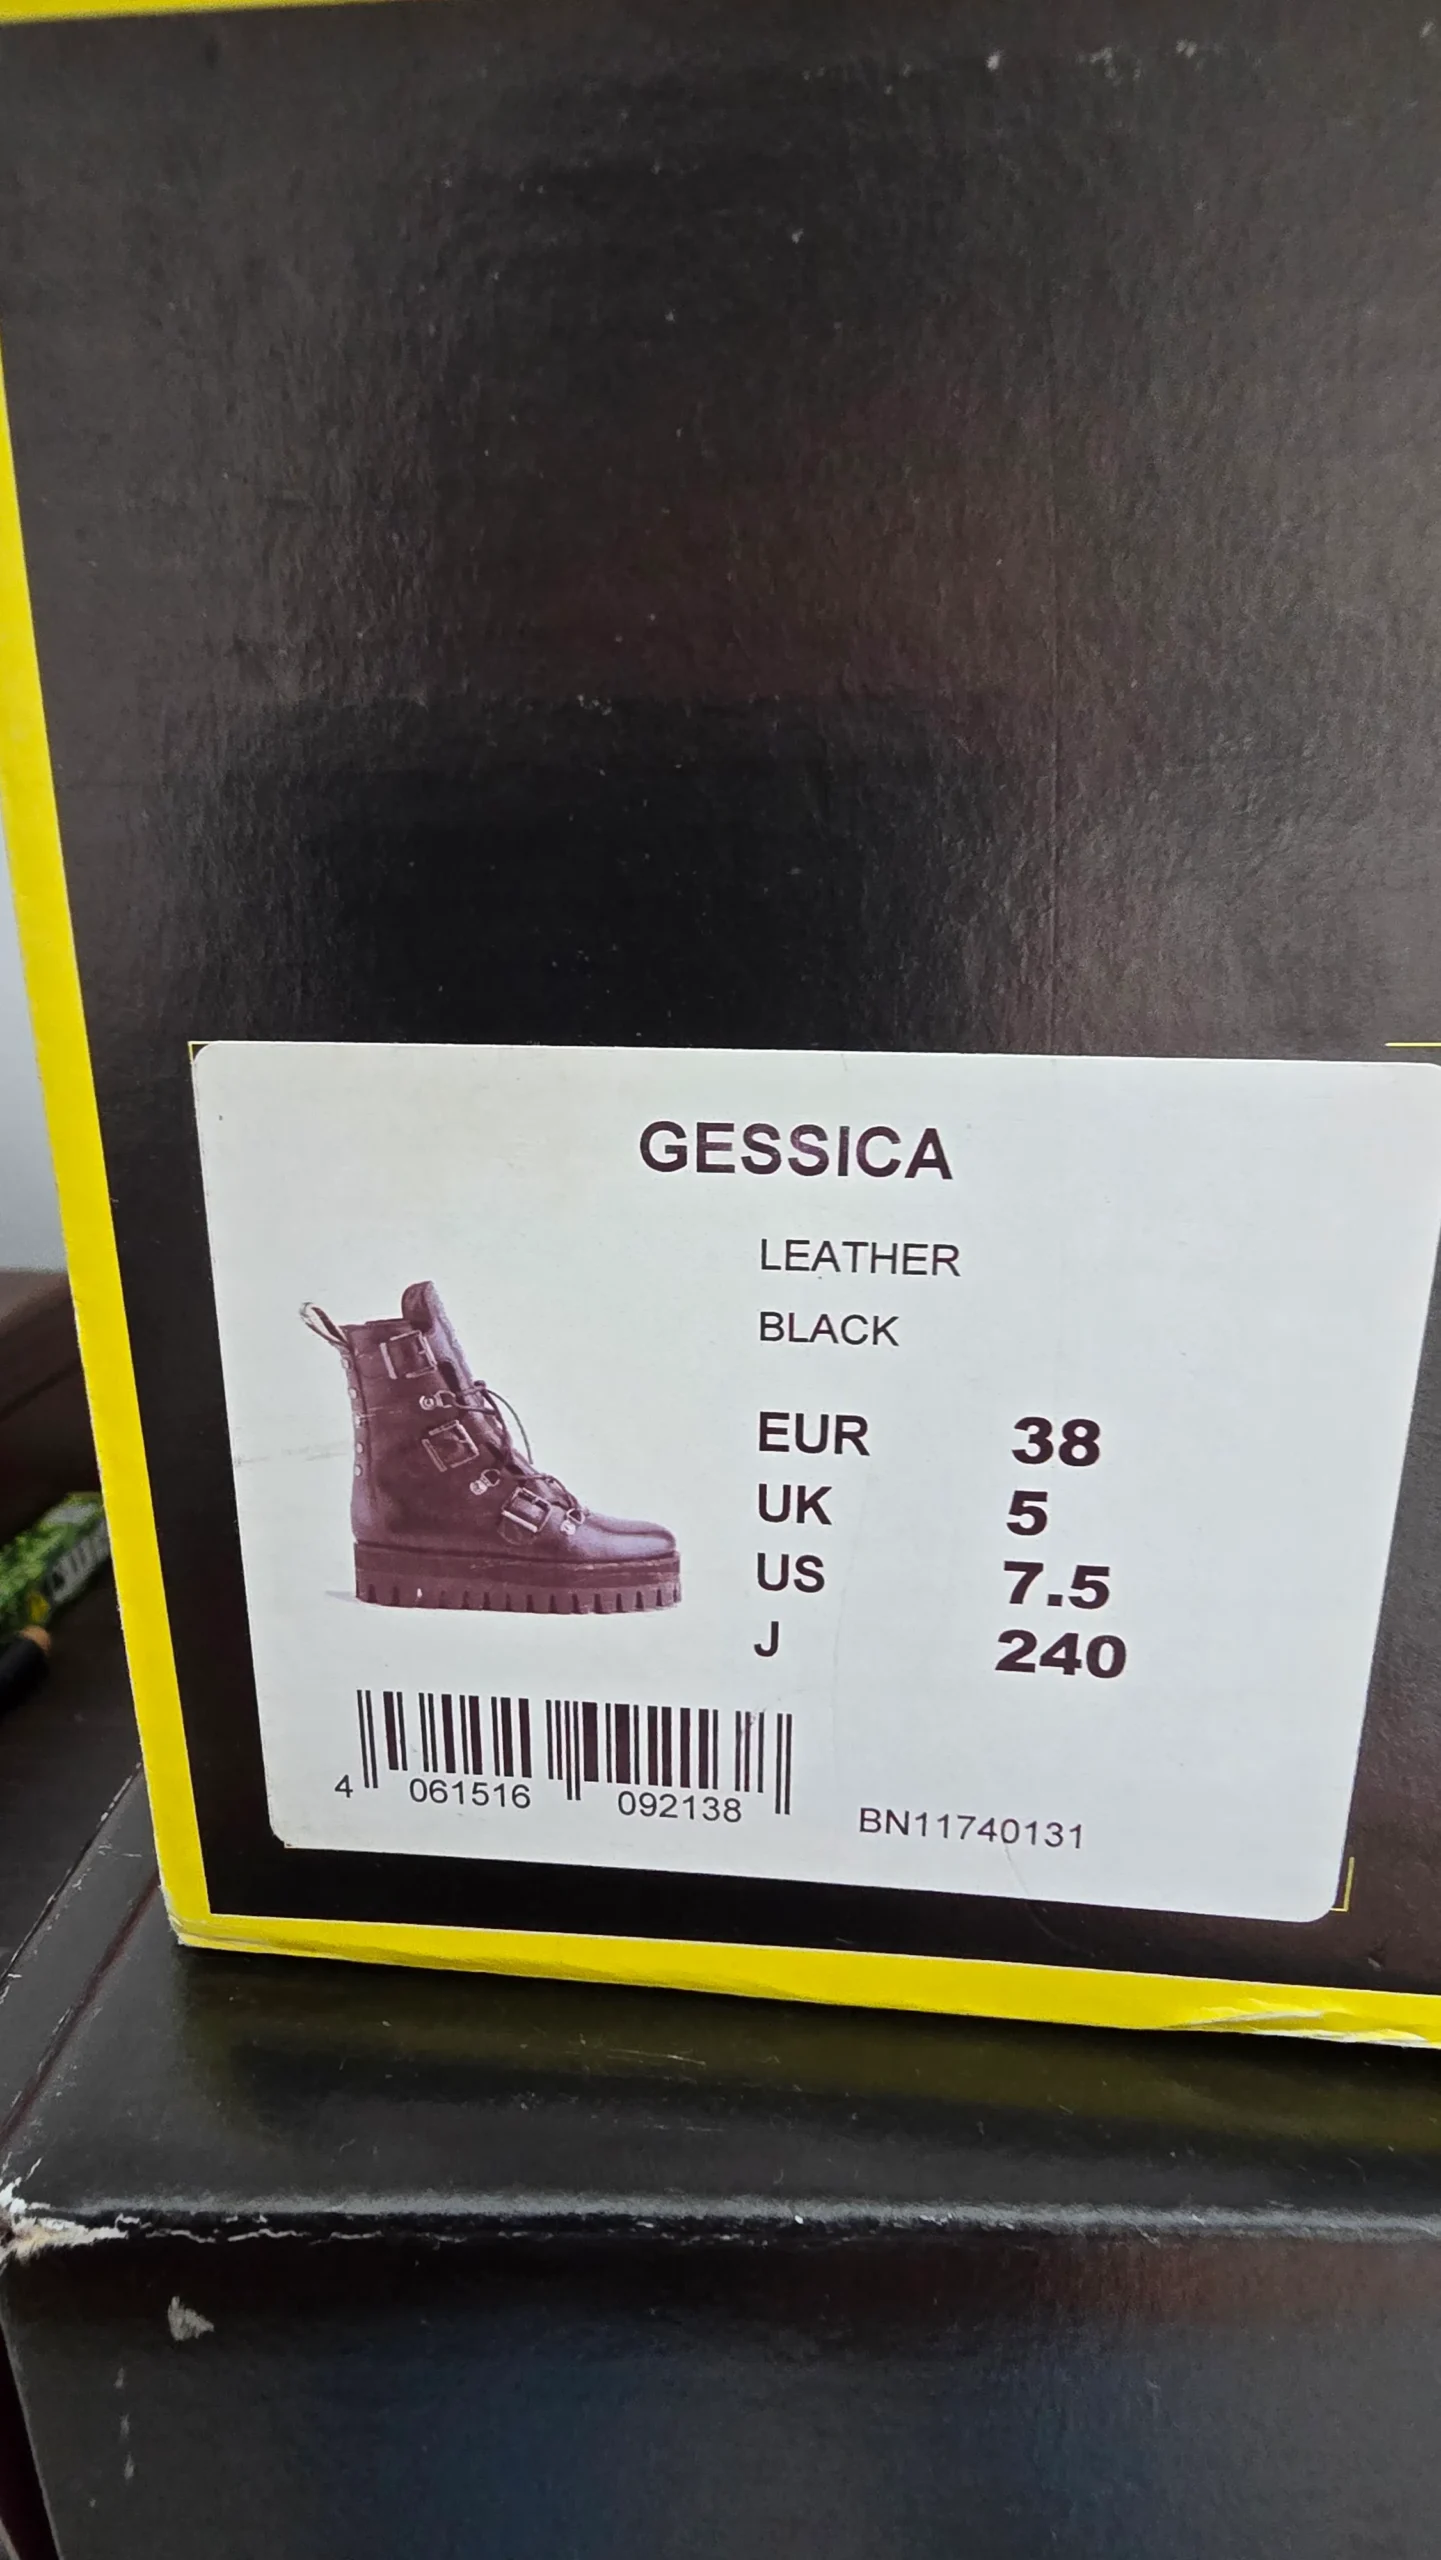 GESSICA
LEATHER
BLACK
EUR 38
UK 5
US 7.5
J 240
4 061516 092138
BN11740131